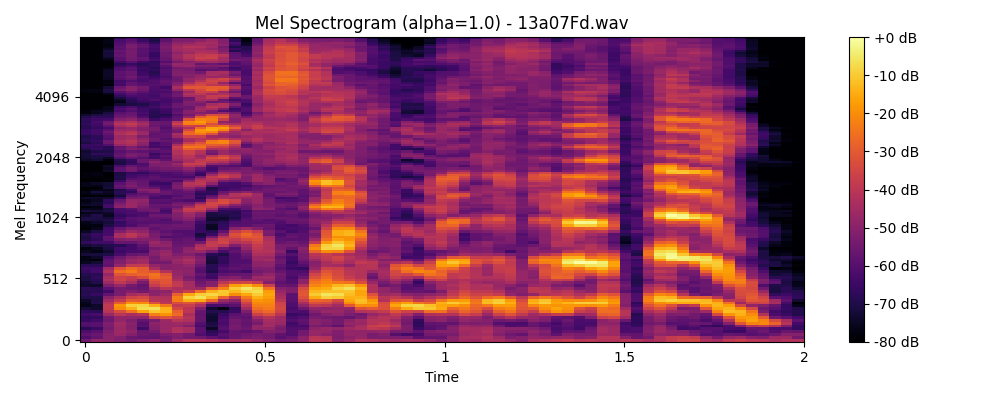 Mel Spectrogram (alpha=1.0) - 13a07Fd.wav
Mel Frequency
4096
2048
1024
512
0
0
0.5
1
1.5
2
Time
+0 dB
-10 dB
-20 dB
-30 dB
-40 dB
-50 dB
-60 dB
-70 dB
-80 dB